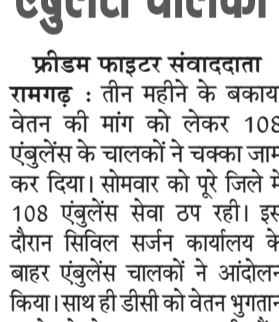 एंबुलेंस चालकों
फ्रीडम फाइटर संवाददाता
रामगढ़ : तीन महीने के बकाया
वेतन की मांग को लेकर 108
एंबुलेंस के चालकों ने चक्का जाम
कर दिया। सोमवार को पूरे जिले में
108 एंबुलेंस सेवा ठप रही। इस
दौरान सिविल सर्जन कार्यालय के
बाहर एंबुलेंस चालकों ने आंदोलन
किया। साथ ही डीसी को वेतन भुगतान